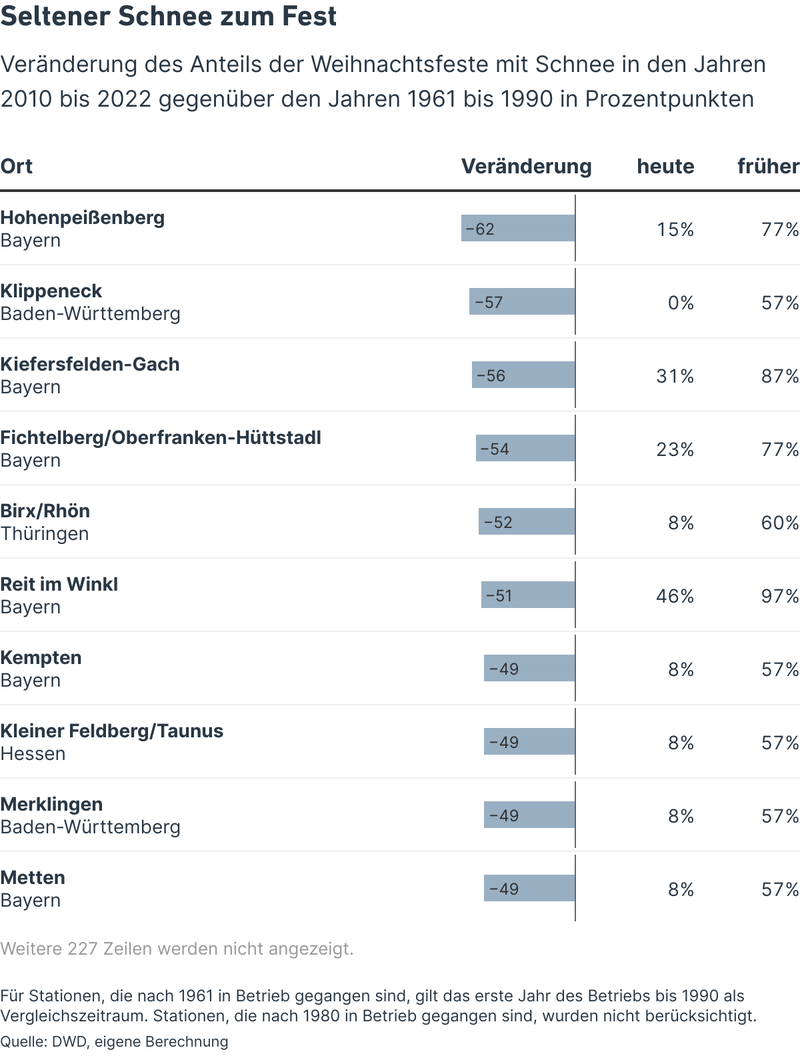 Seltener Schnee zum Fest
Veränderung des Anteils der Weihnachtsfeste mit Schnee in den Jahren
2010 bis 2022 gegenüber den Jahren 1961 bis 1990 in Prozentpunkten
Ort Veränderung heute früher
Hohenpeißenberg
Bayern
−62 15% 77%
Klippeneck
Baden-Württemberg
−57 0% 57%
Kiefersfelden-Gach
Bayern
−56 31% 87%
Fichtelberg/Oberfranken-Hüttstadl
Bayern
−54 23% 77%
Birx/Rhön
Thüringen
−52 8% 60%
Reit im Winkl
Bayern
−51 46% 97%
Kempten
Bayern
−49 8% 57%
Kleiner Feldberg/Taunus
Hessen
−49 8% 57%
Merklingen
Baden-Württemberg
−49 8% 57%
Metten
Bayern
−49 8% 57%
Weitere 227 Zeilen werden nicht angezeigt.
Für Stationen, die nach 1961 in Betrieb gegangen sind, gilt das erste Jahr des Betriebs bis 1990 als
Vergleichszeitraum. Stationen, die nach 1980 in Betrieb gegangen sind, wurden nicht berücksichtigt.
Quelle: DWD, eigene Berechnung